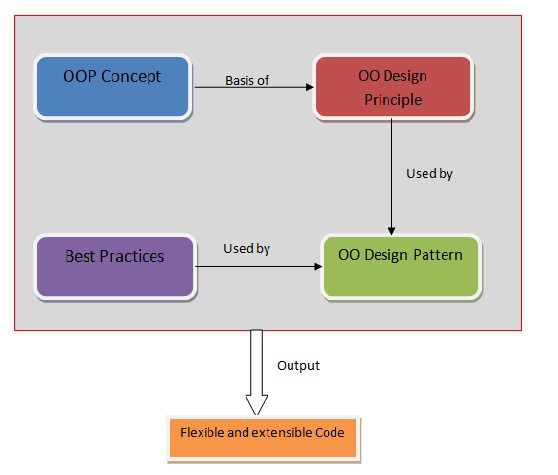 OOP Concept
Basis of
OO Design
Principle
Used by
Best Practices
Used by
OO Design Pattern
Output
Flexible and extensible Code